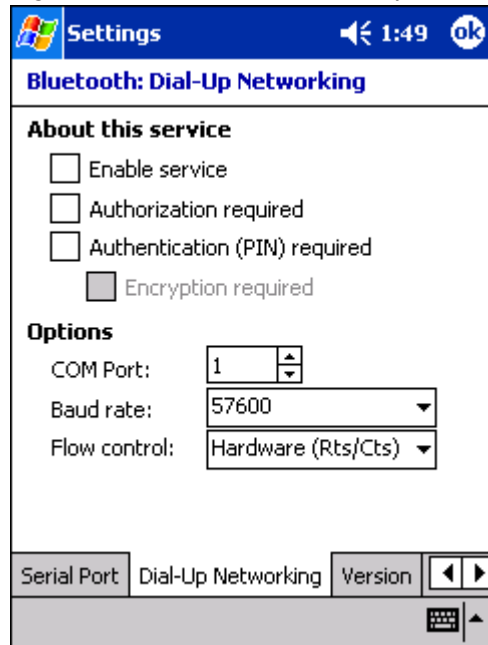 Settings 1:49 ok
Bluetooth: Dial-Up Networking
About this service
Enable service
Authorization required
Authentication (PIN) required
Encryption required
Options
COM Port: 1
Baud rate: 57600
Flow control: Hardware (Rts/Cts)
Serial Port Dial-Up Networking Version